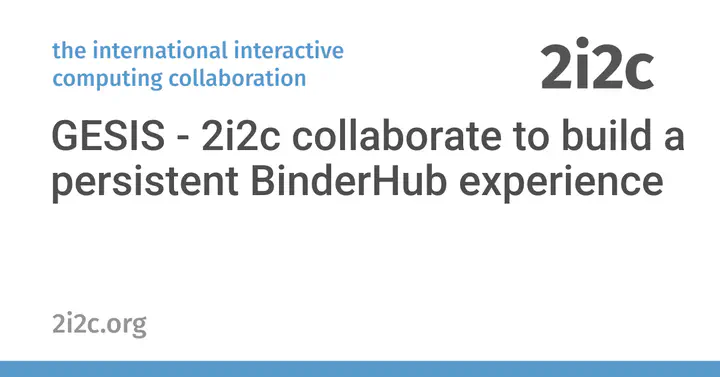 the international interactive
computing collaboration
2i2c
GESIS - 2i2c collaborate to build a
persistent BinderHub experience
2i2c.org